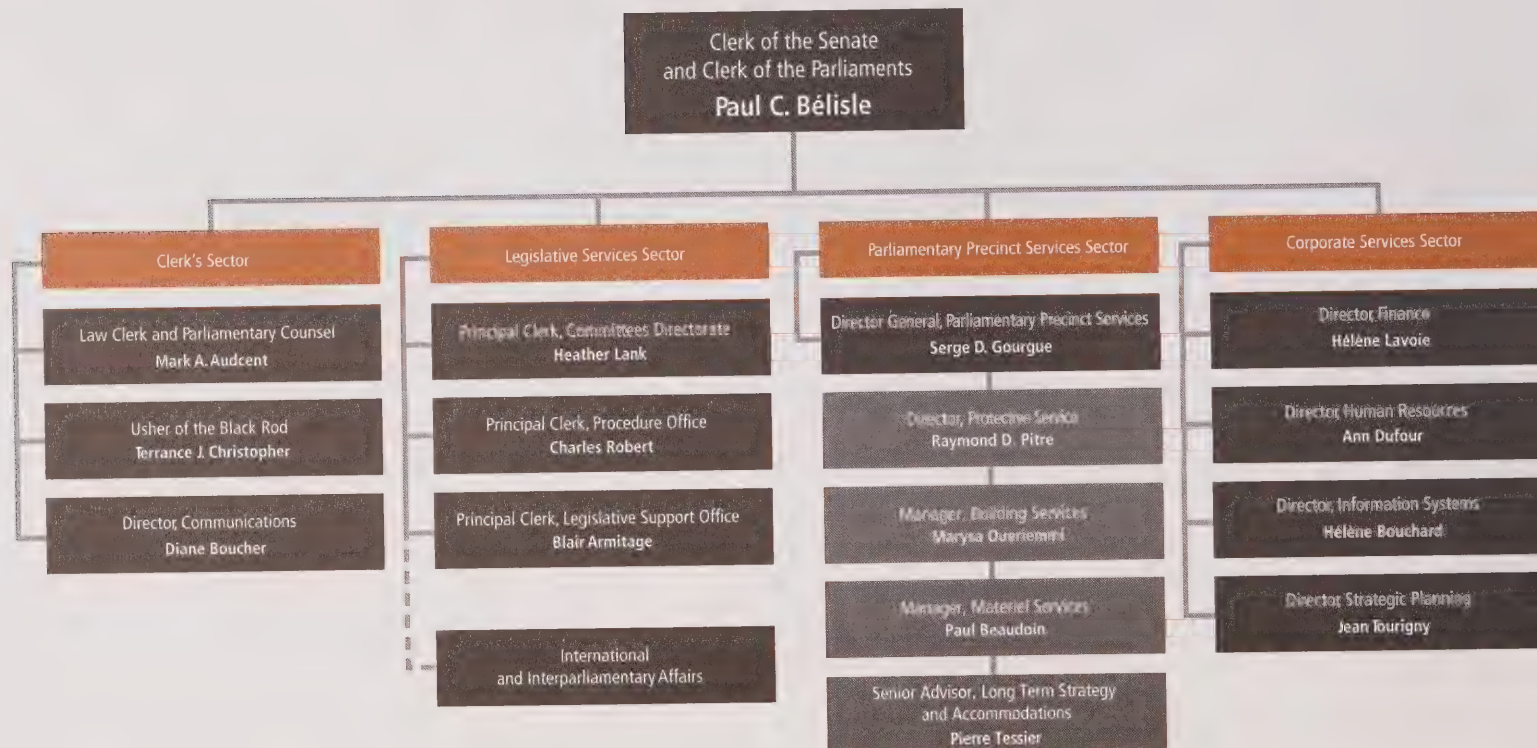 Clerk of the Senate
and Clerk of the Parliaments
Paul C. Bélisle
Clerk's Sector
Law Clerk and Parliamentary Counsel
Mark A. Audcent
Usher of the Black Rod
Terrance J. Christopher
Director, Communications
Diane Boucher
Legislative Services Sector
Principal Clerk, Committees Directorate
Heather Lank
Principal Clerk, Procedure Office
Charles Robert
Principal Clerk, Legislative Support Office
Blair Armitage
International
and Interparliamentary Affairs
Parliamentary Precinct Services Sector
Director General, Parliamentary Precinct Services
Serge D. Gourgue
Director, Protective Service
Raymond D. Pitre
Manager, Building Services
Marysa
Manager, Materiel Services
Paul Beaudoin
Senior Advisor, Long Term Strategy
and Accommodations
Pierre Tessier
Corporate Services Sector
Director, Finance
Hélène Lavoie
Director, Human Resources
Ann Dufour
Director, Information Systems
Hélène Bouchard
Director, Strategic Planning
Jean Tourigny